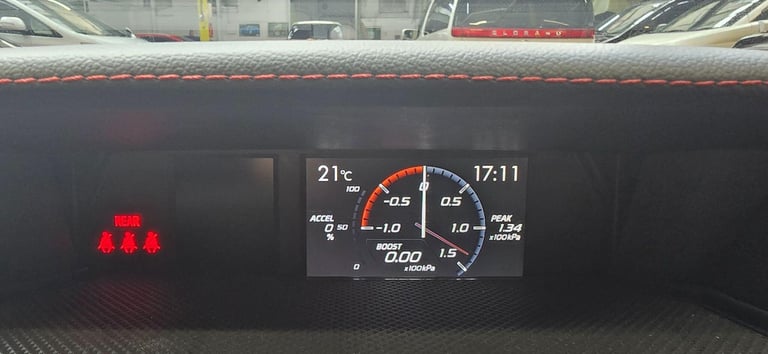 ELGRAND
21℃
17:11
100
0
-0.5
0.5
ACCEL
0
%
50
-1.0
1.0
PEAK
1.34
x100kPa
BOOST
0.00
x100kPa
1.5
0
REAR